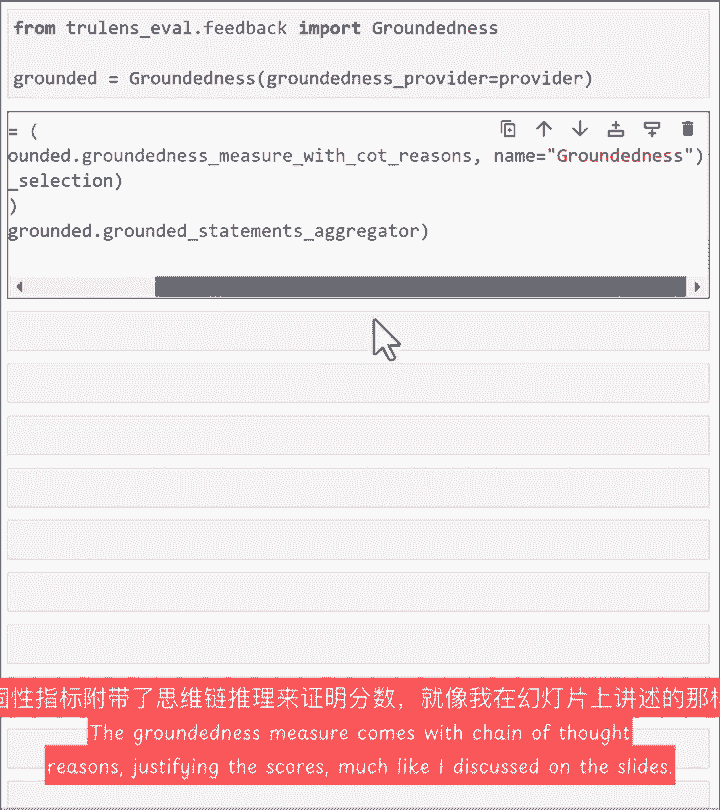 from trulens_eval.feedback import Groundedness
grounded = Groundedness(groundedness_provider=provider)
= (
ounded.groundedness_measure_with_cot_reasons, name="Groundedness")
_selection)
)
grounded.grounded_statements_aggregator)
固性指标附带了思维链推理来证明分数，就像我在幻灯片上讲述的那样
The groundedness measure comes with chain of thought
reasons, justifying the scores, much like I discussed on the slides.